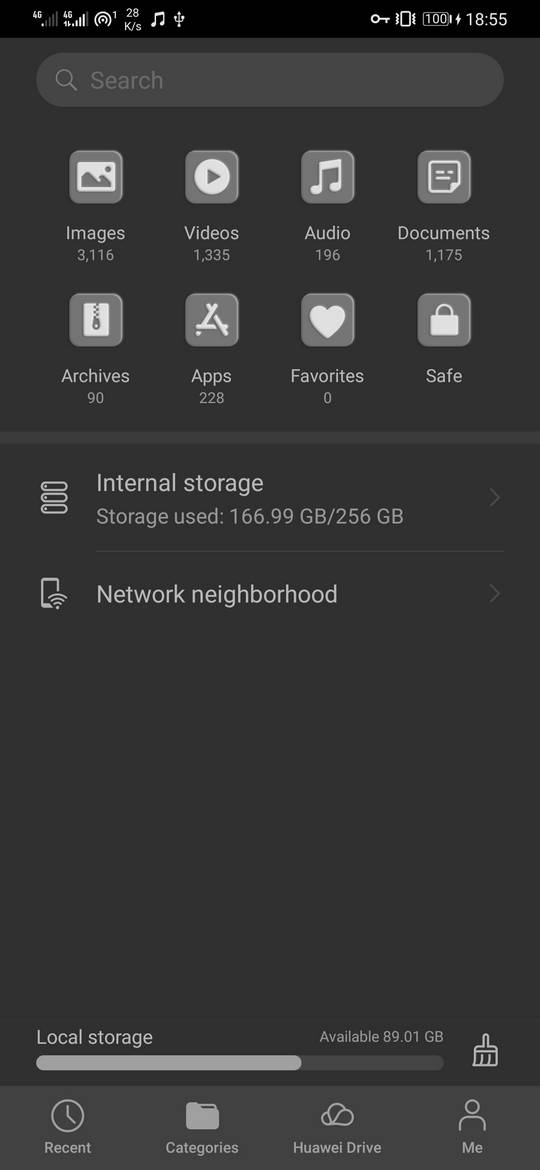 4G 4G 1 28 K/s 100 18:55
Search
Images Videos Audio Documents
3,116 1,335 196 1,175
Archives Apps Favorites Safe
90 228 0
Internal storage
Storage used: 166.99 GB/256 GB
Network neighborhood
Local storage Available 89.01 GB
Recent Categories Huawei Drive Me